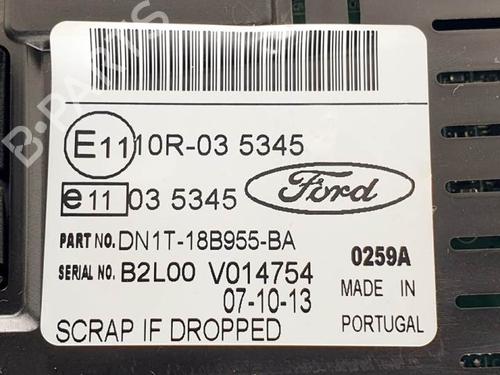 E11 10R-03 5345
e11 03 5345
Ford
PART NO. DN1T-18B955-BA
SERIAL NO. B2L00 V014754
0259A
07-10-13
MADE IN
PORTUGAL
SCRAP IF DROPPED
B-PARTS